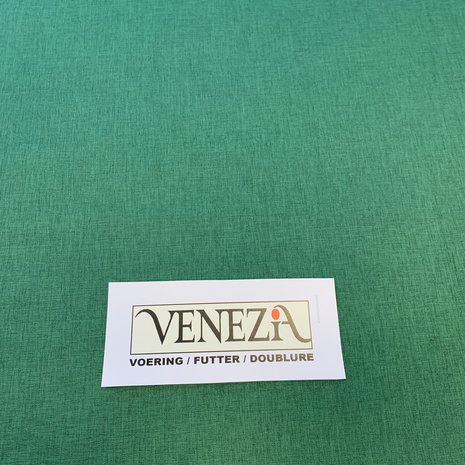 VENEZiA
VOERING / FUTTER / DOUBLURE